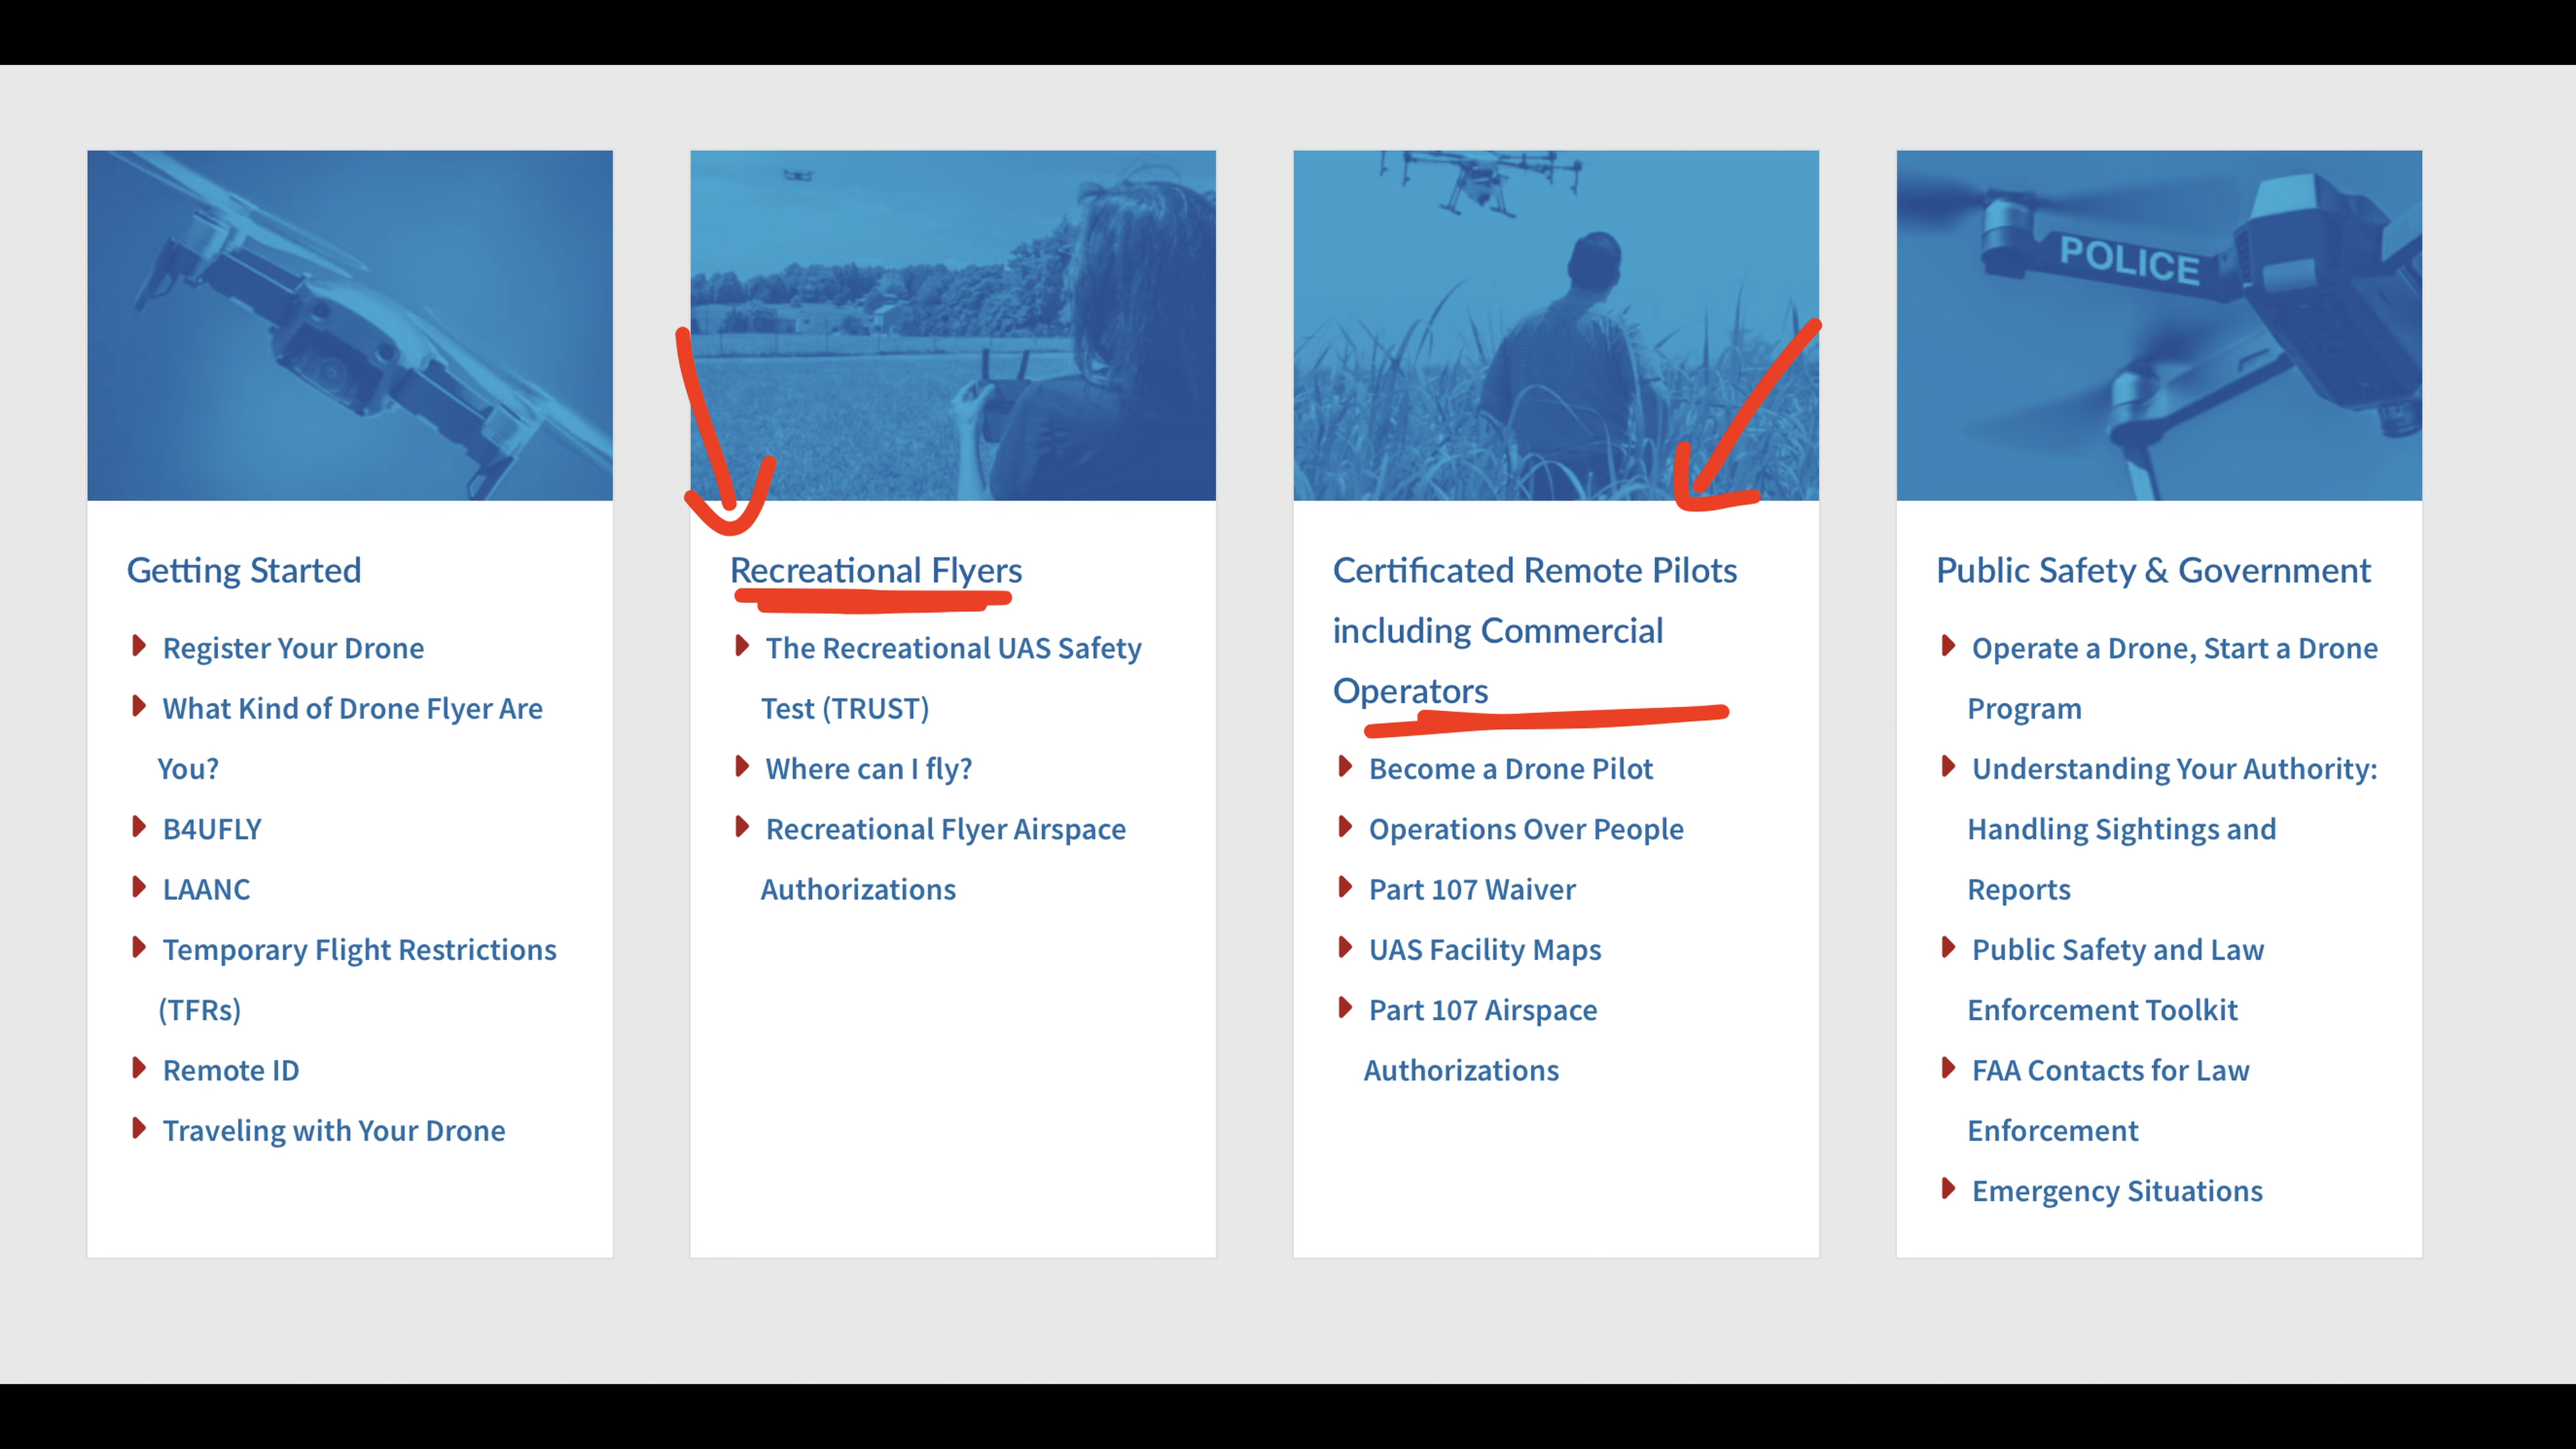 POLICE
Getting Started
Register Your Drone
What Kind of Drone Flyer Are
You?
B4UFLY
LAANC
Temporary Flight Restrictions
(TFRs)
Remote ID
Traveling with Your Drone
Recreational Flyers
The Recreational UAS Safety
Test (TRUST)
Where can I fly?
Recreational Flyer Airspace
Authorizations
Certificated Remote Pilots
including Commercial
Operators
Become a Drone Pilot
Operations Over People
Part 107 Waiver
UAS Facility Maps
Part 107 Airspace
Authorizations
Public Safety & Government
Operate a Drone, Start a Drone
Program
Understanding Your Authority:
Handling Sightings and
Reports
Public Safety and Law
Enforcement Toolkit
FAA Contacts for Law
Enforcement
Emergency Situations